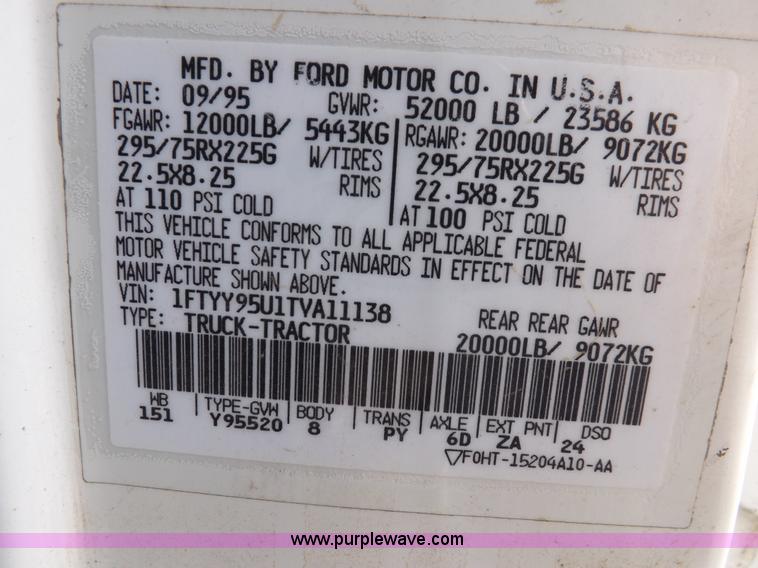 MFD. BY FORD MOTOR CO. IN U.S.A.
DATE: 09/95 GVWR: 52000 LB / 23586 KG
FGAWR: 12000LB/ 5443KG RGAWR: 20000LB/ 9072KG
295/75RX225G W/TIRES 295/75RX225G W/TIRES
22.5X8.25 RIMS 22.5X8.25 RIMS
AT 110 PSI COLD AT 100 PSI COLD
THIS VEHICLE CONFORMS TO ALL APPLICABLE FEDERAL
MOTOR VEHICLE SAFETY STANDARDS IN EFFECT ON THE DATE OF
MANUFACTURE SHOWN ABOVE.
VIN: 1FTYY95U1TVA11138 REAR REAR GAWR
TYPE: TRUCK-TRACTOR 20000LB/ 9072KG
WB TYPE-GVW BODY TRANS AXLE EXT PNT DSO
151 Y95520 8 PY 6D ZA 24
▽F0HT-15204A10-AA
www.purplewave.com